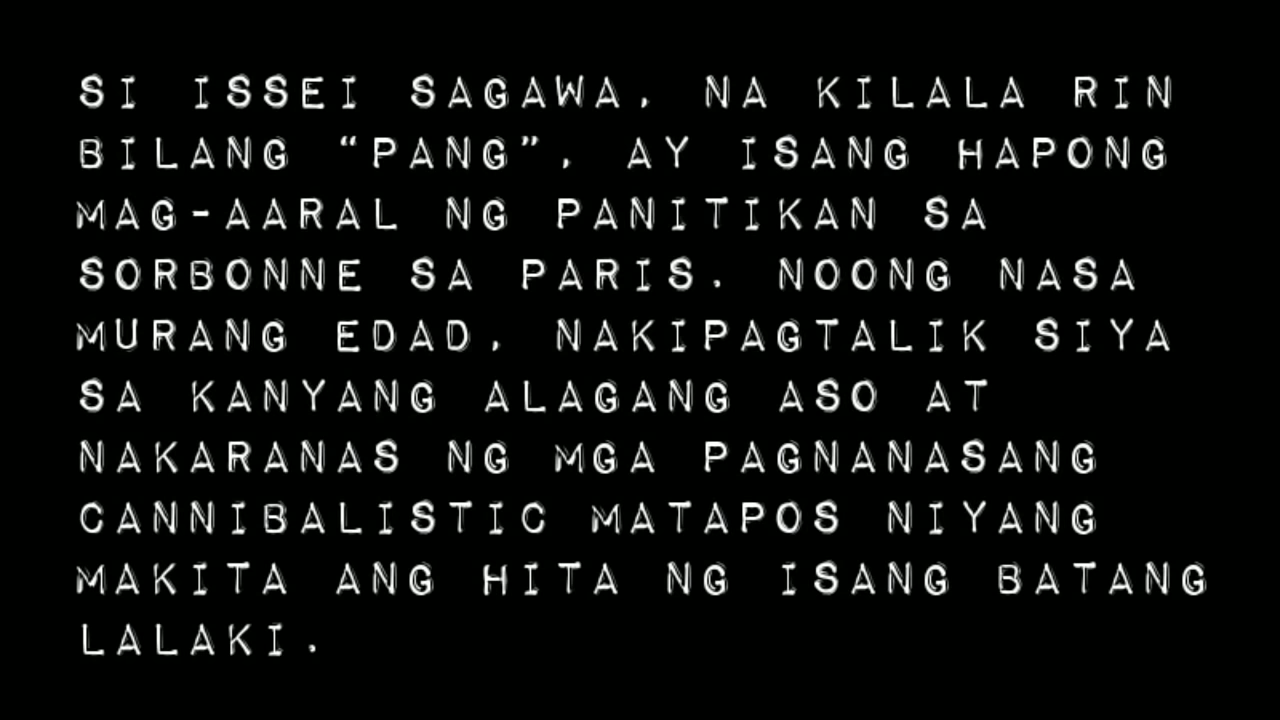 SI ISSEI SAGAWA, NA KILALA RIN
BILANG “PANG”, AY ISANG HAPONG
MAG-AARAL NG PANITIKAN SA
SORBONNE SA PARIS. NOONG NASA
MURANG EDAD, NAKIPAGTALIK SIYA
SA KANYANG ALAGANG ASO AT
NAKARANAS NG MGA PAGNANASANG
CANNIBALISTIC MATAPOS NIYANG
MAKITA ANG HITA NG ISANG BATANG
LALAKI.